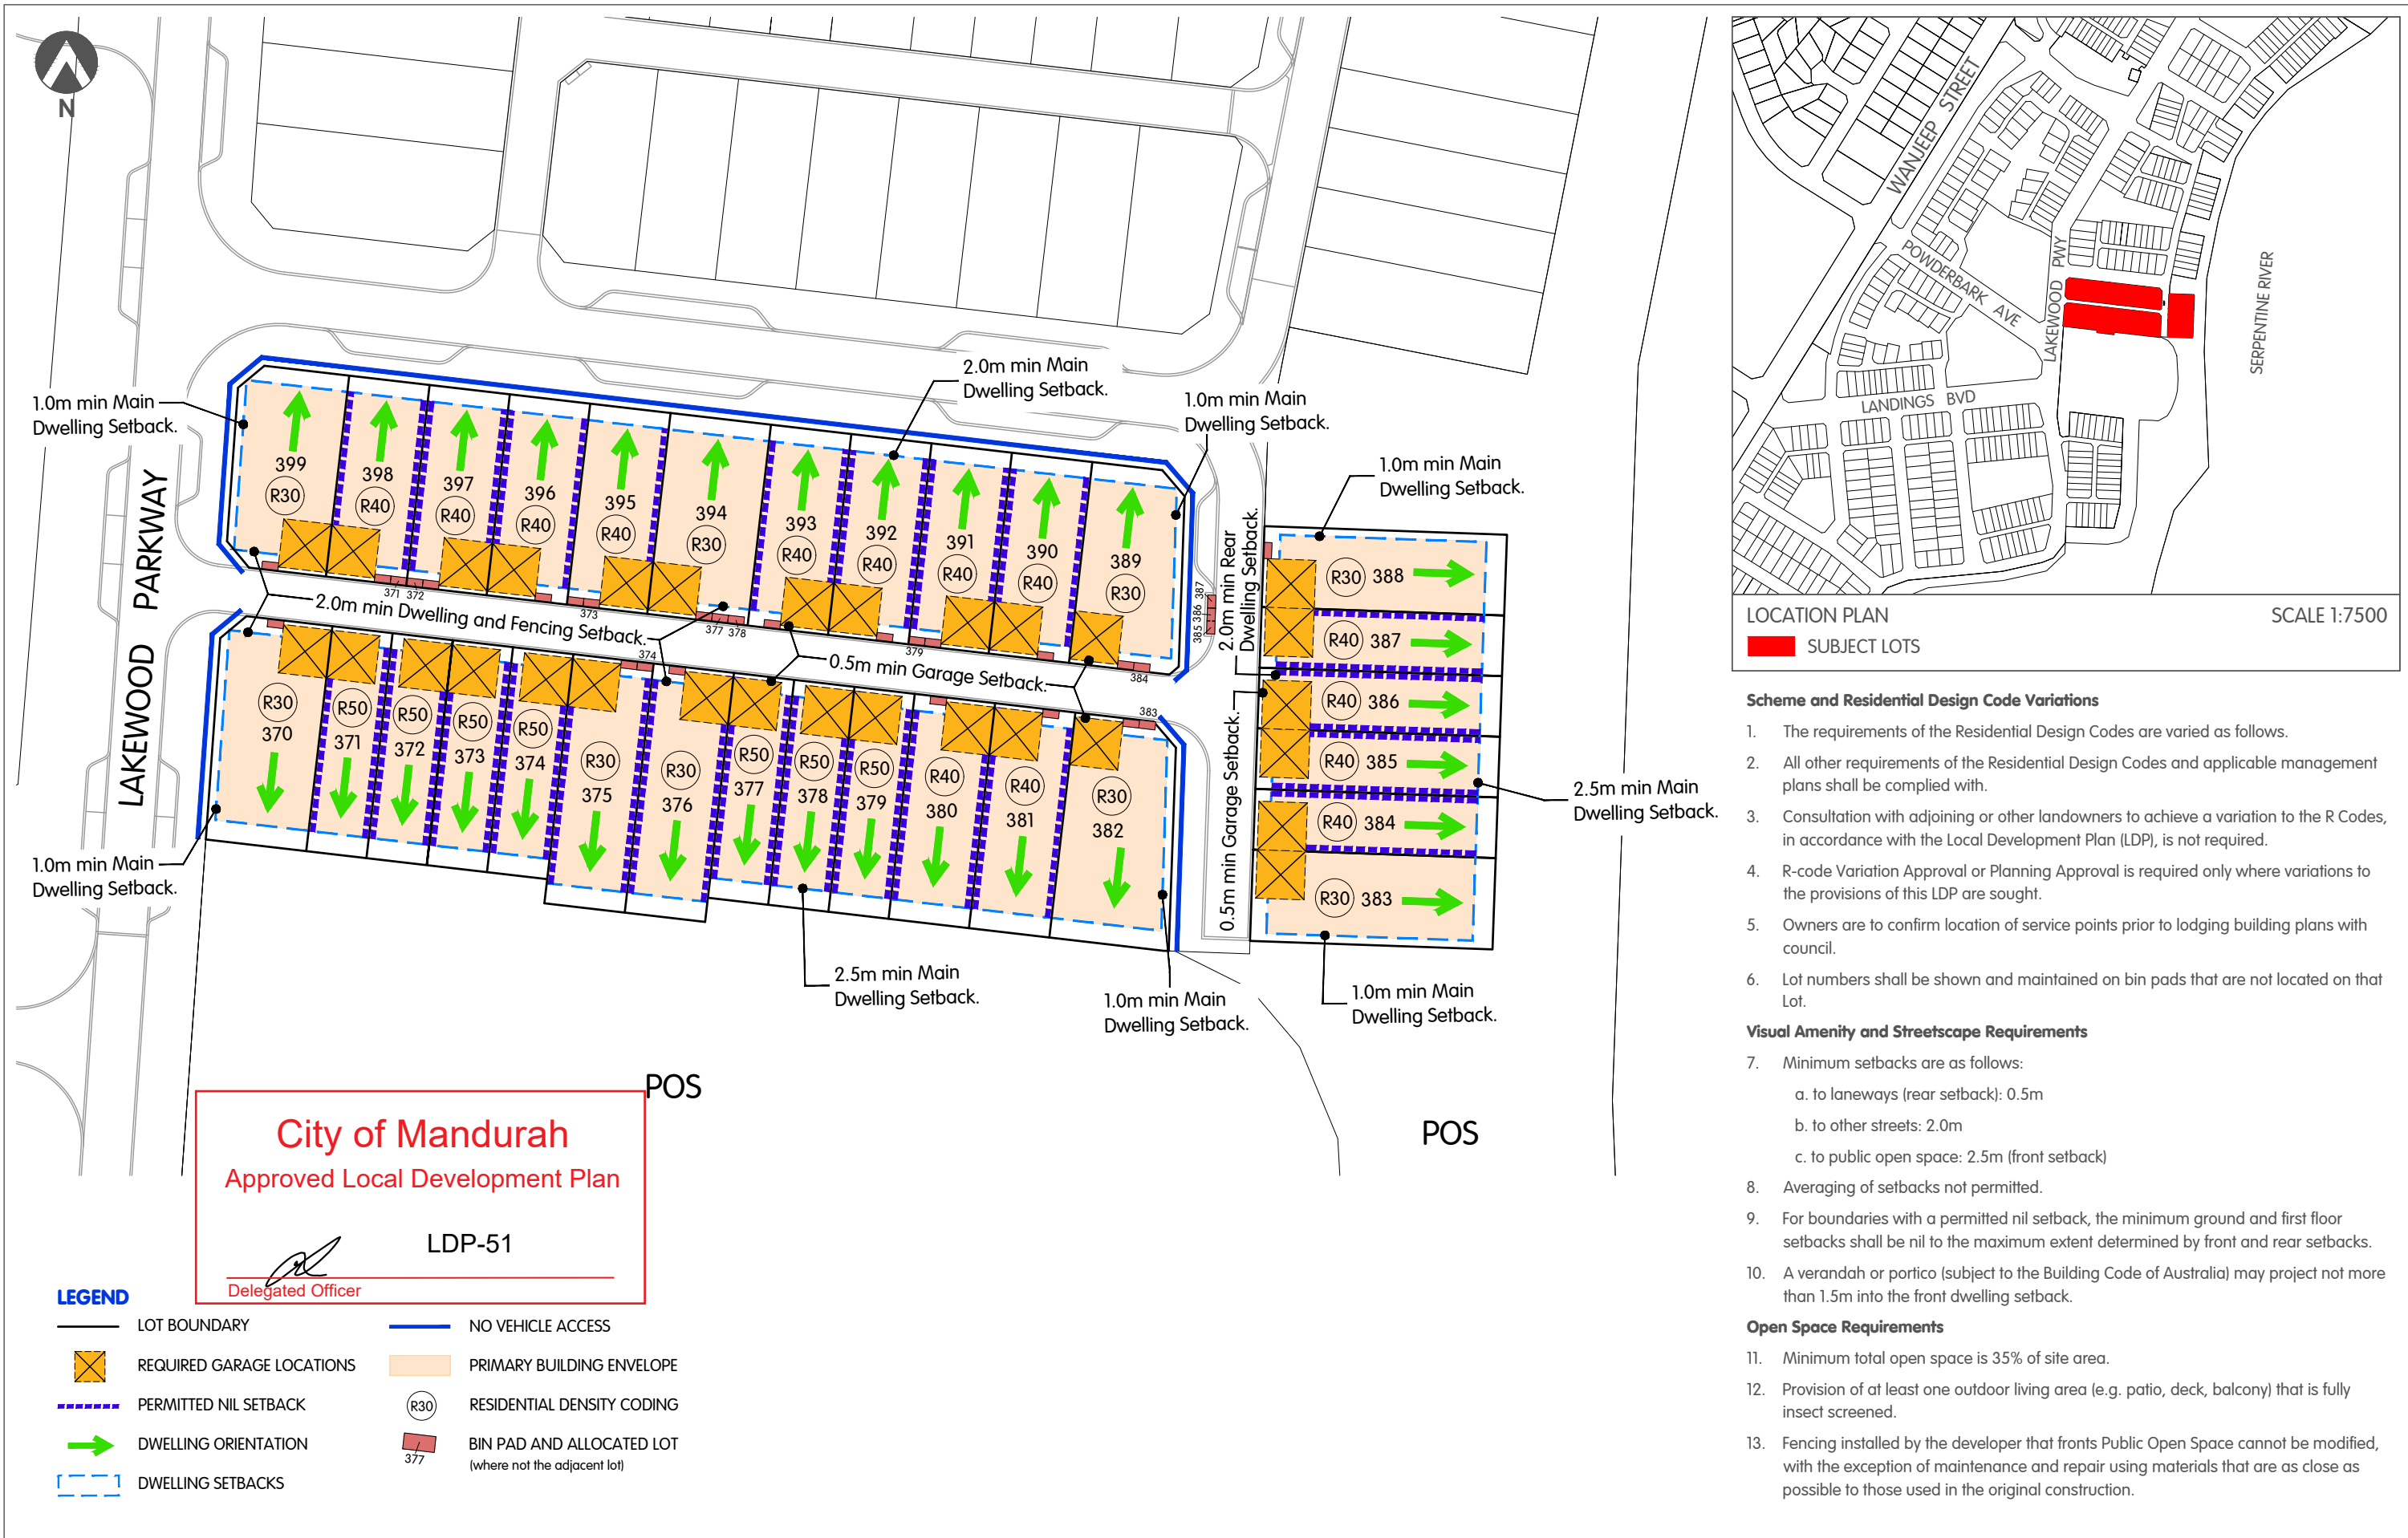 N
LAKEWOOD PARKWAY
1.0m min Main
Dwelling Setback.
2.0m min Main
Dwelling Setback.
1.0m min Main
Dwelling Setback.
1.0m min Main
Dwelling Setback.
399
R30
398
R40
397
R40
396
R40
395
R40
394
R30
393
R40
392
R40
391
R40
390
R40
389
R30
371 372
373
377 378
379
384
385 386 387
2.0m min Dwelling and Fencing Setback.
0.5m min Garage Setback.
374
383
2.0m min Rear
Dwelling Setback.
0.5m min Garage Setback.
R30 388
R40 387
R40 386
R40 385
R40 384
R30 383
R30
370
R50
371
R50
372
R50
373
R50
374
R30
375
R30
376
R50
377
R50
378
R50
379
R40
380
R40
381
R30
382
2.5m min Main
Dwelling Setback.
1.0m min Main
Dwelling Setback.
2.5m min Main
Dwelling Setback.
1.0m min Main
Dwelling Setback.
1.0m min Main
Dwelling Setback.
POS
POS
City of Mandurah
Approved Local Development Plan
LDP-51
Delegated Officer
LEGEND
LOT BOUNDARY
REQUIRED GARAGE LOCATIONS
PERMITTED NIL SETBACK
DWELLING ORIENTATION
DWELLING SETBACKS
NO VEHICLE ACCESS
PRIMARY BUILDING ENVELOPE
R30
RESIDENTIAL DENSITY CODING
377
BIN PAD AND ALLOCATED LOT
(where not the adjacent lot)
WANJEEP STREET
POWDERBARK AVE
LAKEWOOD PWY
LANDINGS BVD
SERPENTINE RIVER
LOCATION PLAN
SCALE 1:7500
SUBJECT LOTS
Scheme and Residential Design Code Variations
1. The requirements of the Residential Design Codes are varied as follows.
2. All other requirements of the Residential Design Codes and applicable management
plans shall be complied with.
3. Consultation with adjoining or other landowners to achieve a variation to the R Codes,
in accordance with the Local Development Plan (LDP), is not required.
4. R-code Variation Approval or Planning Approval is required only where variations to
the provisions of this LDP are sought.
5. Owners are to confirm location of service points prior to lodging building plans with
council.
6. Lot numbers shall be shown and maintained on bin pads that are not located on that
Lot.
Visual Amenity and Streetscape Requirements
7. Minimum setbacks are as follows:
a. to laneways (rear setback): 0.5m
b. to other streets: 2.0m
c. to public open space: 2.5m (front setback)
8. Averaging of setbacks not permitted.
9. For boundaries with a permitted nil setback, the minimum ground and first floor
setbacks shall be nil to the maximum extent determined by front and rear setbacks.
10. A verandah or portico (subject to the Building Code of Australia) may project not more
than 1.5m into the front dwelling setback.
Open Space Requirements
11. Minimum total open space is 35% of site area.
12. Provision of at least one outdoor living area (e.g. patio, deck, balcony) that is fully
insect screened.
13. Fencing installed by the developer that fronts Public Open Space cannot be modified,
with the exception of maintenance and repair using materials that are as close as
possible to those used in the original construction.